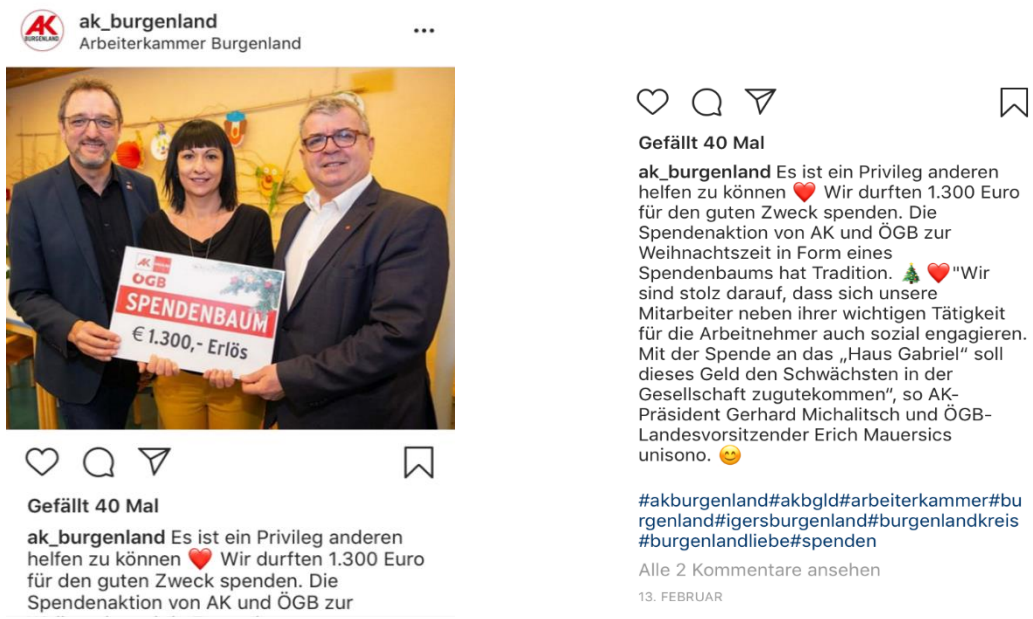 AK
BURGENLAND
ak_burgenland
Arbeiterkammer Burgenland
AK
ÖGB
SPENDENBAUM
€ 1.300,- Erlös
Gefällt 40 Mal
ak_burgenland Es ist ein Privileg anderen
helfen zu können ❤️ Wir durften 1.300 Euro
für den guten Zweck spenden. Die
Spendenaktion von AK und ÖGB zur
Gefällt 40 Mal
ak_burgenland Es ist ein Privileg anderen
helfen zu können ❤️ Wir durften 1.300 Euro
für den guten Zweck spenden. Die
Spendenaktion von AK und ÖGB zur
Weihnachtszeit in Form eines
Spendenbaums hat Tradition. 🎄 ❤️"Wir
sind stolz darauf, dass sich unsere
Mitarbeiter neben ihrer wichtigen Tätigkeit
für die Arbeitnehmer auch sozial engagieren.
Mit der Spende an das „Haus Gabriel“ soll
dieses Geld den Schwächsten in der
Gesellschaft zugutekommen“, so AK-
Präsident Gerhard Michalitsch und ÖGB-
Landesvorsitzender Erich Mauersics
unisono. 😊
#akburgenland#akbgld#arbeiterkammer#bu
rgenland#igersburgenland#burgenlandkreis
#burgenlandliebe#spenden
Alle 2 Kommentare ansehen
13. FEBRUAR